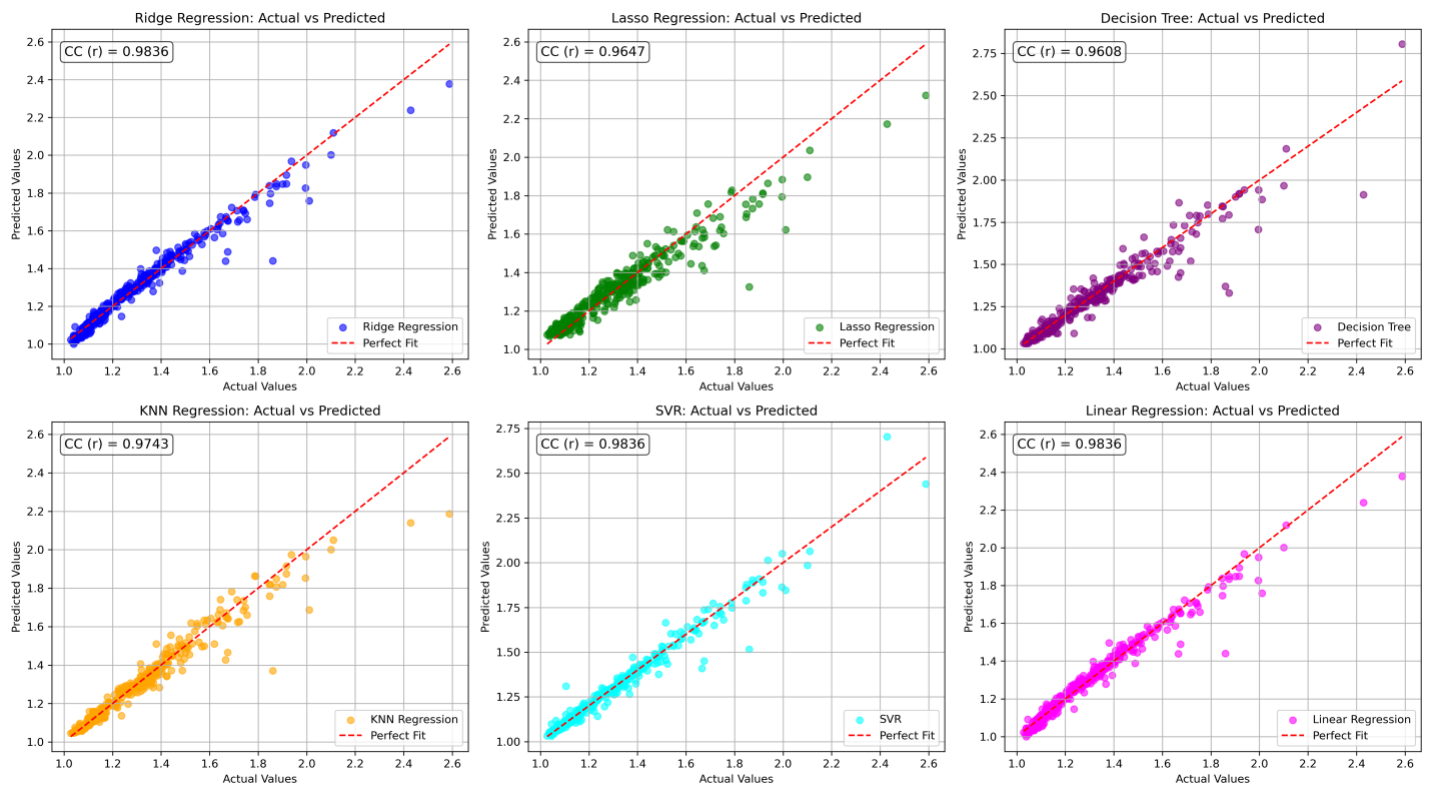 Ridge Regression: Actual vs Predicted
CC (r) = 0.9836
2.6
2.4
2.2
2.0
1.8
1.6
1.4
1.2
1.0
Predicted Values
1.0 1.2 1.4 1.6 1.8 2.0 2.2 2.4 2.6
Actual Values
Ridge Regression
Perfect Fit
Lasso Regression: Actual vs Predicted
CC (r) = 0.9647
2.6
2.4
2.2
2.0
1.8
1.6
1.4
1.2
1.0
Predicted Values
1.0 1.2 1.4 1.6 1.8 2.0 2.2 2.4 2.6
Actual Values
Lasso Regression
Perfect Fit
Decision Tree: Actual vs Predicted
CC (r) = 0.9608
2.75
2.50
2.25
2.00
1.75
1.50
1.25
1.00
Predicted Values
1.0 1.2 1.4 1.6 1.8 2.0 2.2 2.4 2.6
Actual Values
Decision Tree
Perfect Fit
KNN Regression: Actual vs Predicted
CC (r) = 0.9743
2.6
2.4
2.2
2.0
1.8
1.6
1.4
1.2
1.0
Predicted Values
1.0 1.2 1.4 1.6 1.8 2.0 2.2 2.4 2.6
Actual Values
KNN Regression
Perfect Fit
SVR: Actual vs Predicted
CC (r) = 0.9836
2.75
2.50
2.25
2.00
1.75
1.50
1.25
1.00
Predicted Values
1.0 1.2 1.4 1.6 1.8 2.0 2.2 2.4 2.6
Actual Values
SVR
Perfect Fit
Linear Regression: Actual vs Predicted
CC (r) = 0.9836
2.6
2.4
2.2
2.0
1.8
1.6
1.4
1.2
1.0
Predicted Values
1.0 1.2 1.4 1.6 1.8 2.0 2.2 2.4 2.6
Actual Values
Linear Regression
Perfect Fit